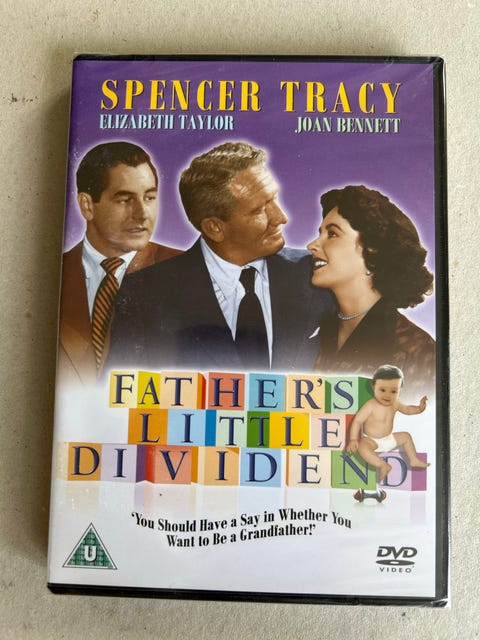 SPENCER TRACY
ELIZABETH TAYLOR JOAN BENNETT
FATHER'S
LITTLE
DIVIDEND
'You Should Have a Say in Whether You
Want to Be a Grandfather!'
U
DVD
VIDEO